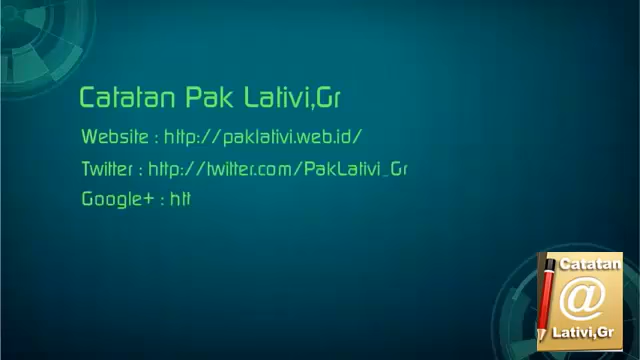 Catatan Pak Lativi,Gr
Website : http://paklativi.web.id/
Twitter : http://twitter.com/PakLativi_Gr
Google+ : htt
Catatan
@
Lativi,Gr